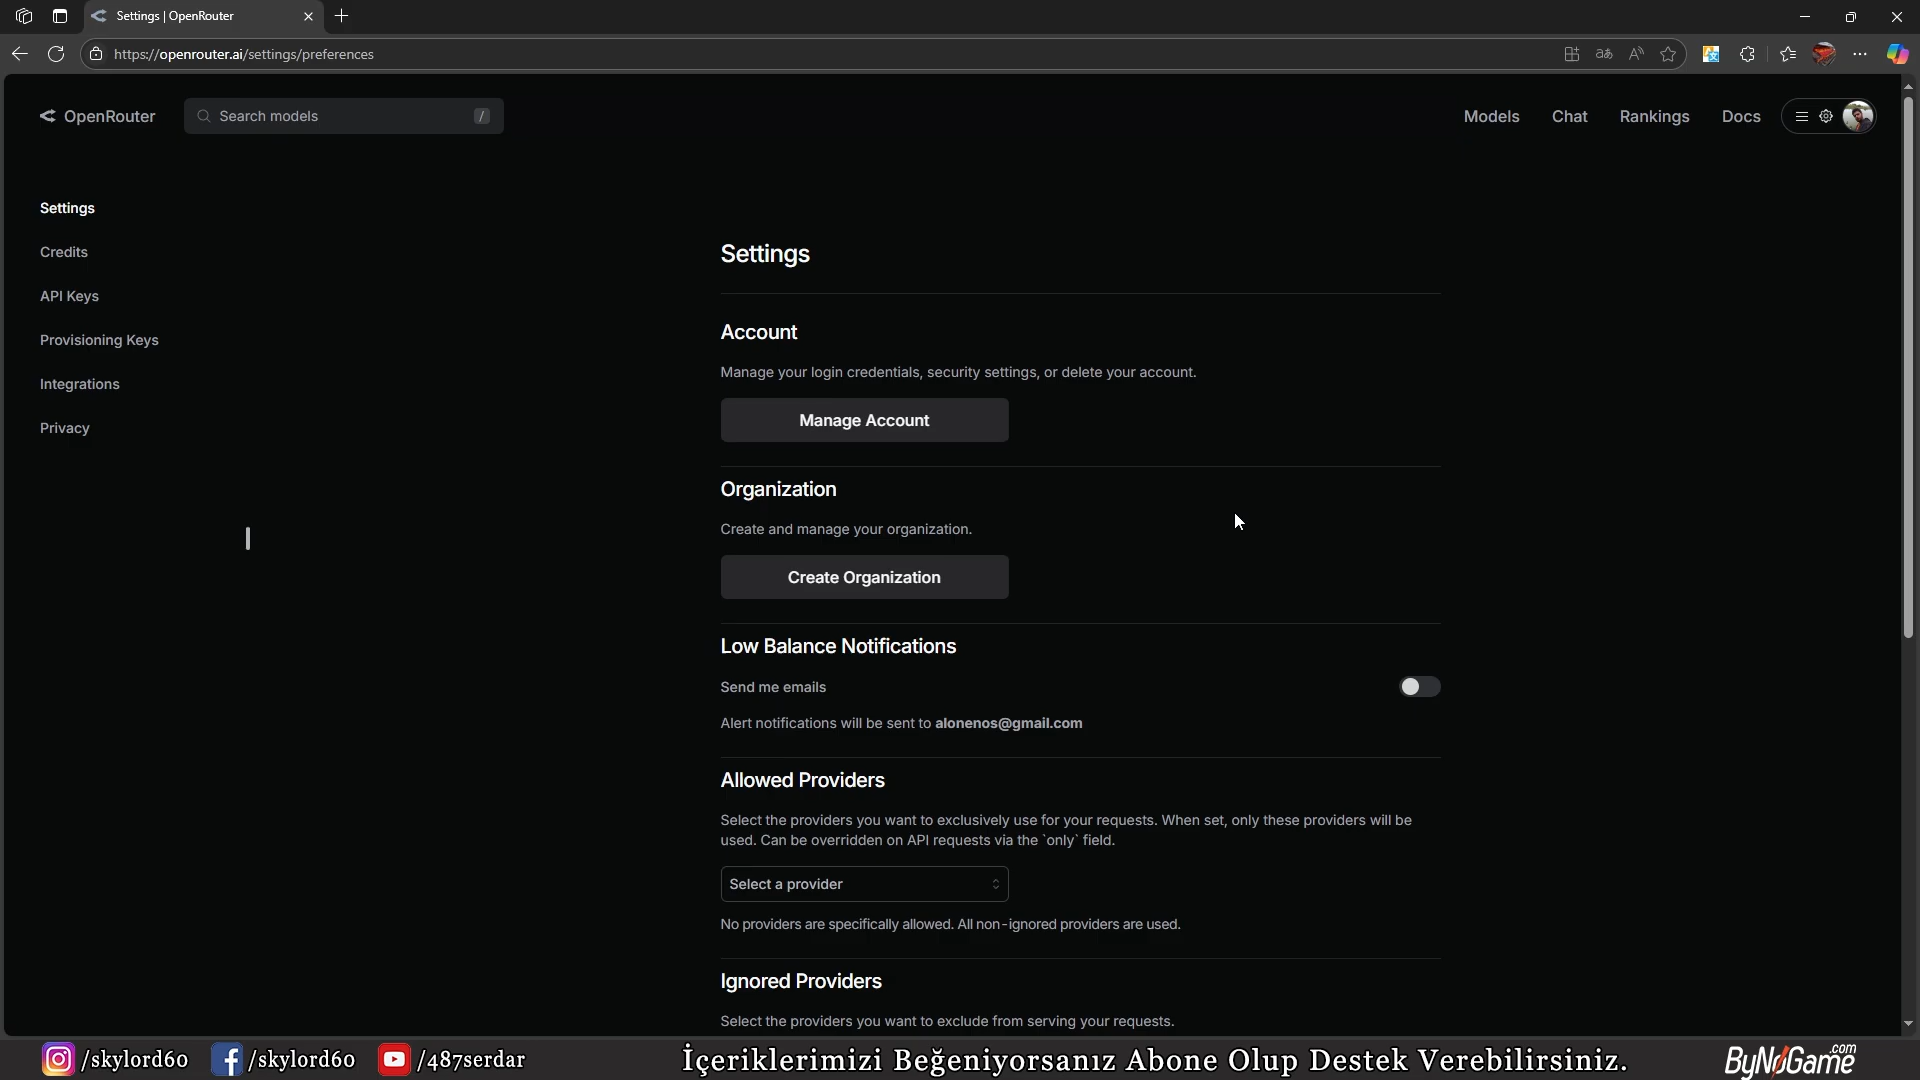 Settings | OpenRouter
https://openrouter.ai/settings/preferences
OpenRouter
Search models
/
Models
Chat
Rankings
Docs
Settings
Credits
API Keys
Provisioning Keys
Integrations
Privacy
Settings
Account
Manage your login credentials, security settings, or delete your account.
Manage Account
Organization
Create and manage your organization.
Create Organization
Low Balance Notifications
Send me emails
Alert notifications will be sent to alonenos@gmail.com
Allowed Providers
Select the providers you want to exclusively use for your requests. When set, only these providers will be
used. Can be overridden on API requests via the `only` field.
Select a provider
No providers are specifically allowed. All non-ignored providers are used.
Ignored Providers
Select the providers you want to exclude from serving your requests.
/skylord60
/skylord60
/487serdar
İçeriklerimizi Beğeniyorsanız Abone Olup Destek Verebilirsiniz.
ByNoGame.com